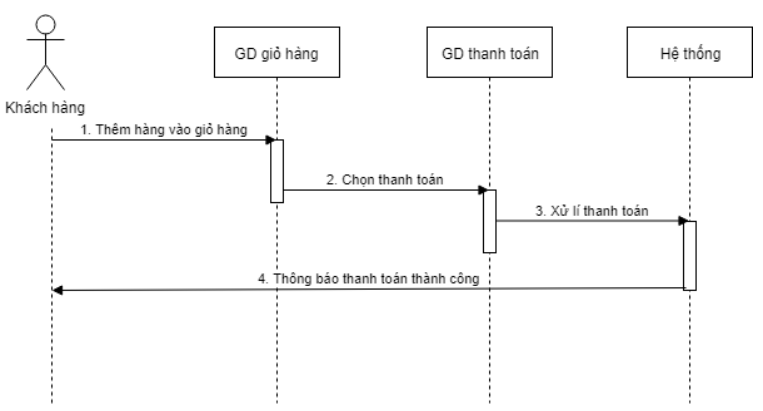 GD giỏ hàng
GD thanh toán
Hệ thống
Khách hàng
1. Thêm hàng vào giỏ hàng
2. Chọn thanh toán
3. Xử lí thanh toán
4. Thông báo thanh toán thành công